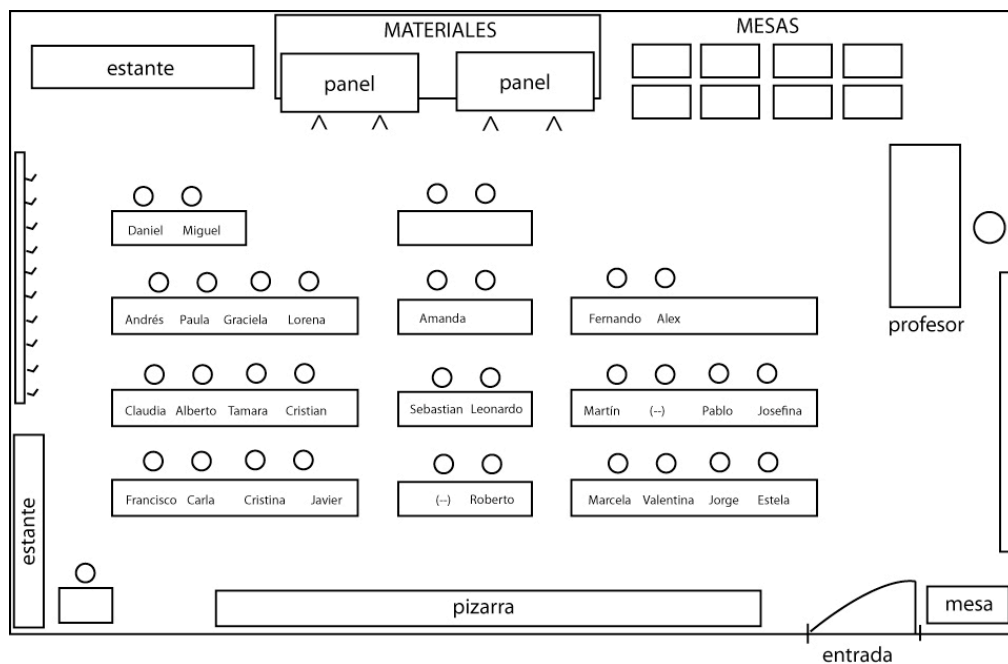 MATERIALES
MESAS
estante
panel
panel
Daniel Miguel
profesor
Andrés Paula Graciela Lorena
Amanda
Fernando Alex
Claudia Alberto Tamara Cristian
Sebastian Leonardo
Martín (--) Pablo Josefina
Francisco Carla Cristina Javier
(--) Roberto
Marcela Valentina Jorge Estela
estante
pizarra
mesa
entrada